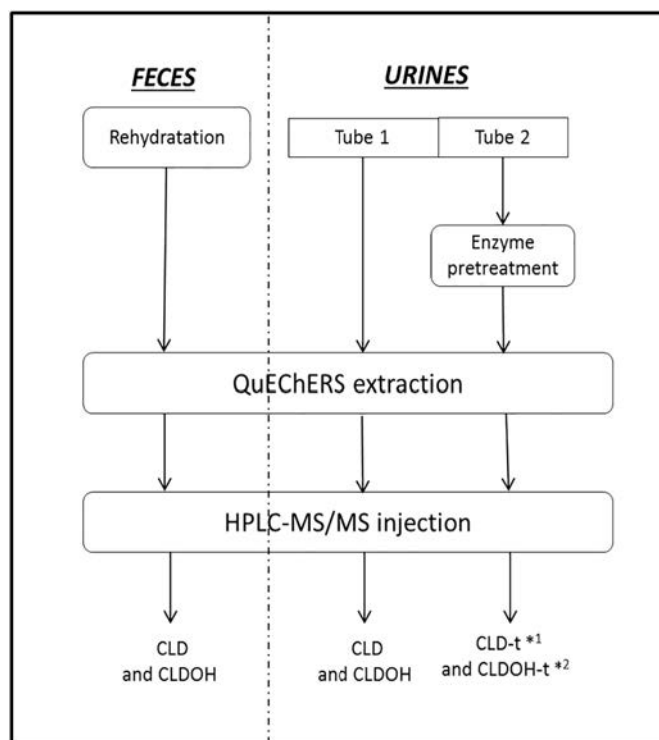 FECES
URINES
Rehydratation
Tube 1
Tube 2
Enzyme
pretreatment
QuEChERS extraction
HPLC-MS/MS injection
CLD
and CLDOH
CLD
and CLDOH
CLD-t *1
and CLDOH-t *2